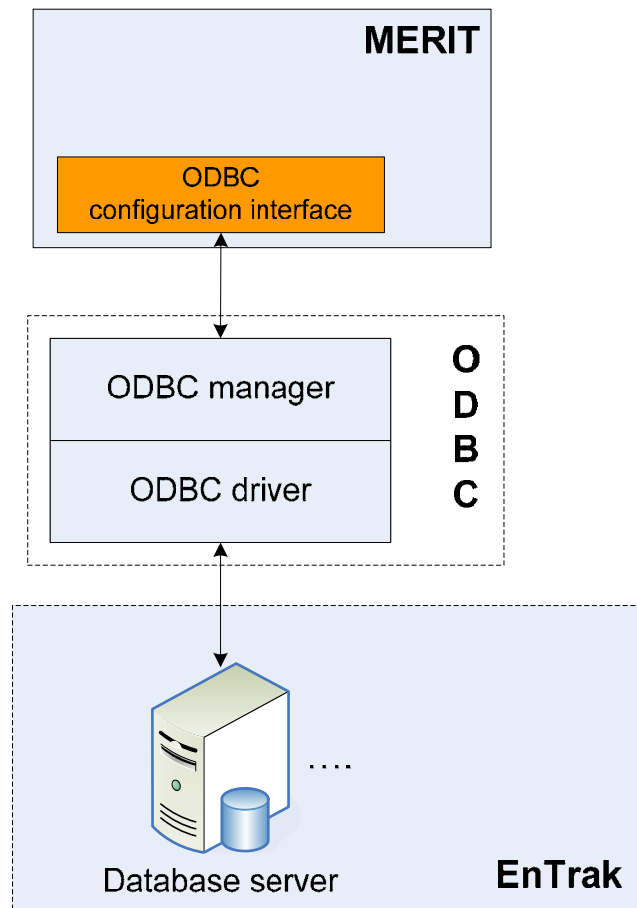 MERIT
ODBC
configuration interface
ODBC manager
ODBC driver
O
D
B
C
....
Database server
EnTrak